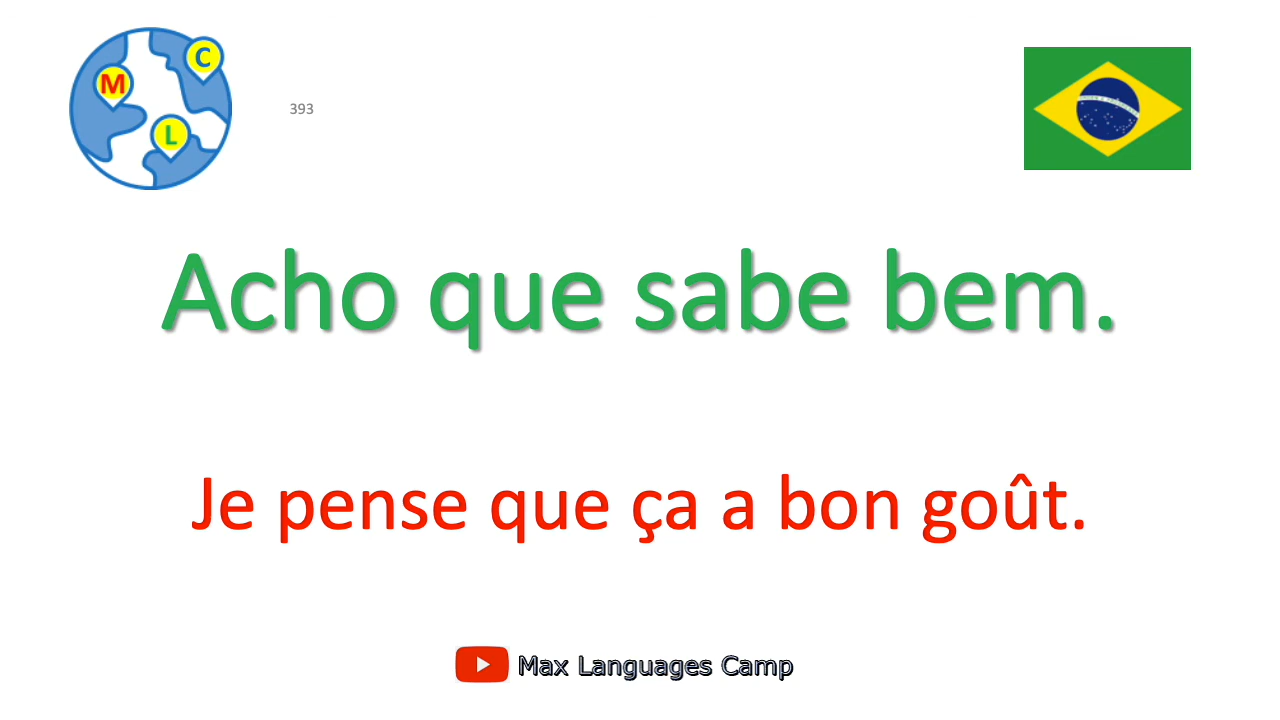 C
M
L
393
Acho que sabe bem.
Je pense que ça a bon goût.
Max Languages Camp